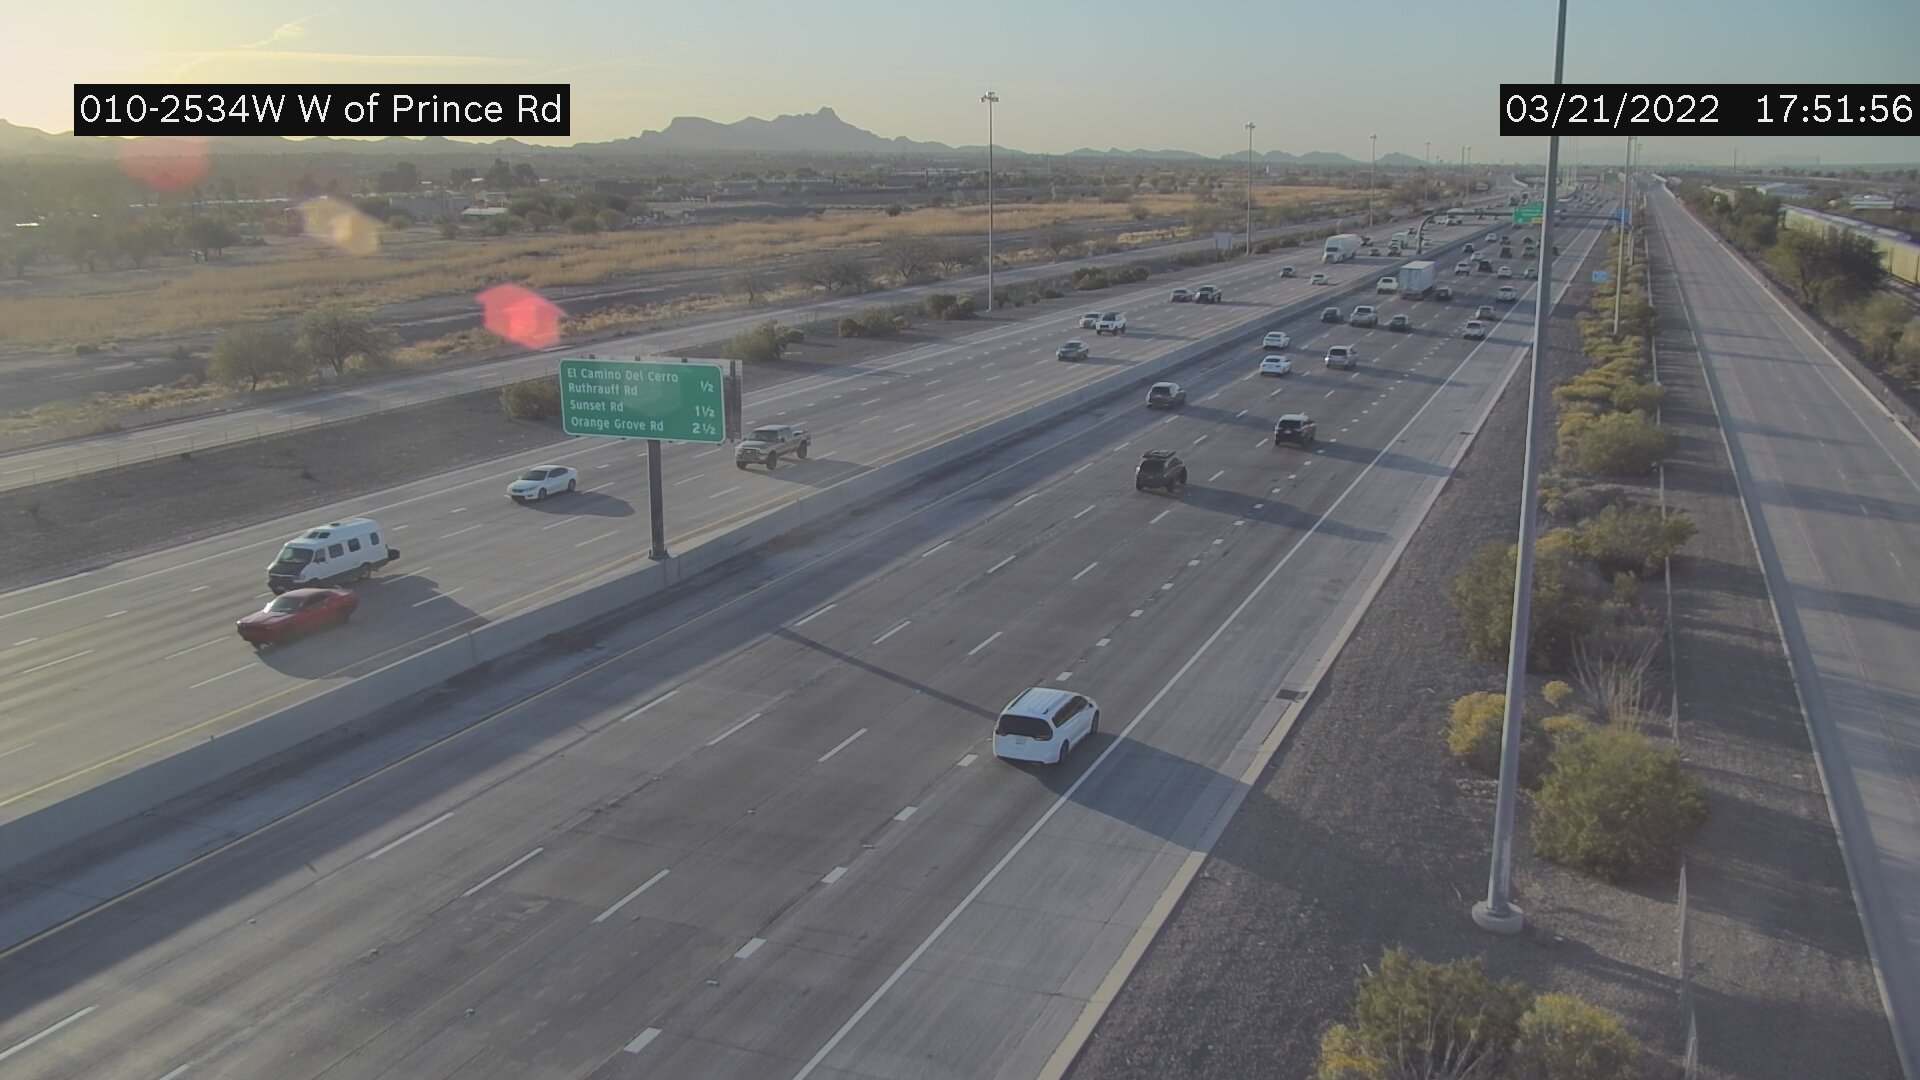 010-2534W W of Prince Rd
03/21/2022 17:51:56
El Camino Del Cerro
Ruthrauff Rd ½
Sunset Rd 1½
Orange Grove Rd 2½